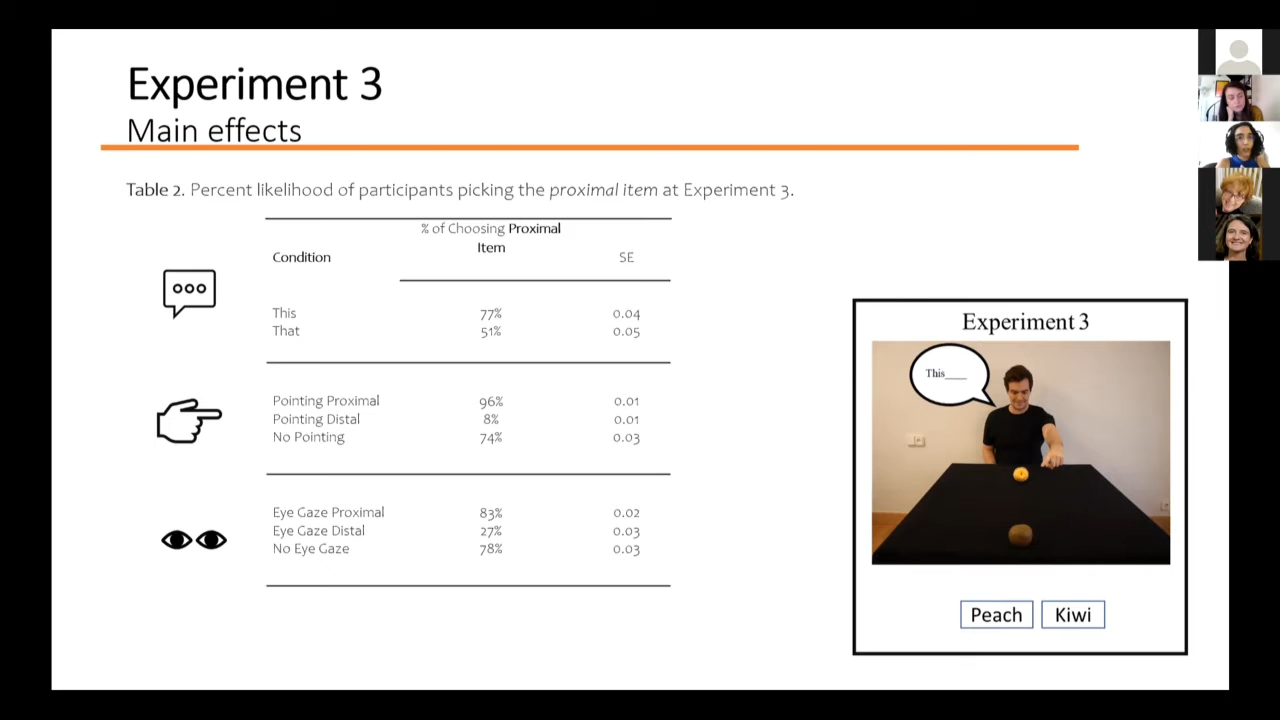 Experiment 3
Main effects
Table 2. Percent likelihood of participants picking the proximal item at Experiment 3.
% of Choosing Proximal
Item
Condition
SE
This 77% 0.04
That 51% 0.05
Pointing Proximal 96% 0.01
Pointing Distal 8% 0.01
No Pointing 74% 0.03
Eye Gaze Proximal 83% 0.02
Eye Gaze Distal 27% 0.03
No Eye Gaze 78% 0.03
Experiment 3
This____
Peach Kiwi